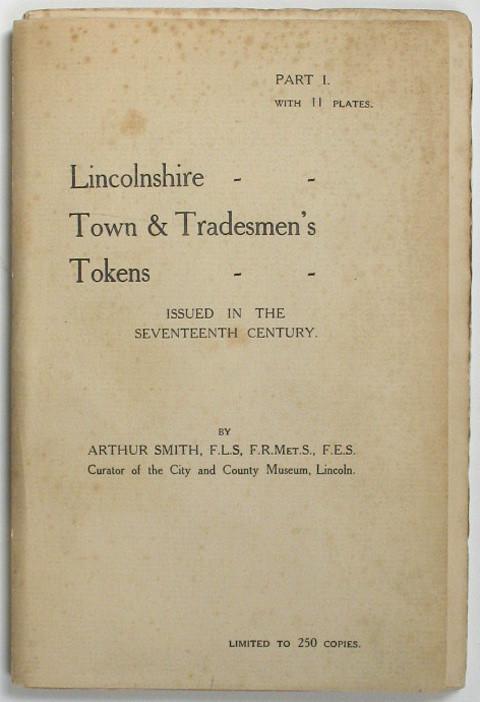 PART I.
WITH 11 PLATES.
Lincolnshire - -
Town & Tradesmen's
Tokens - -
ISSUED IN THE
SEVENTEENTH CENTURY.
BY
ARTHUR SMITH, F.L.S, F.R.MET.S., F.E.S.
Curator of the City and County Museum, Lincoln.
LIMITED TO 250 COPIES.